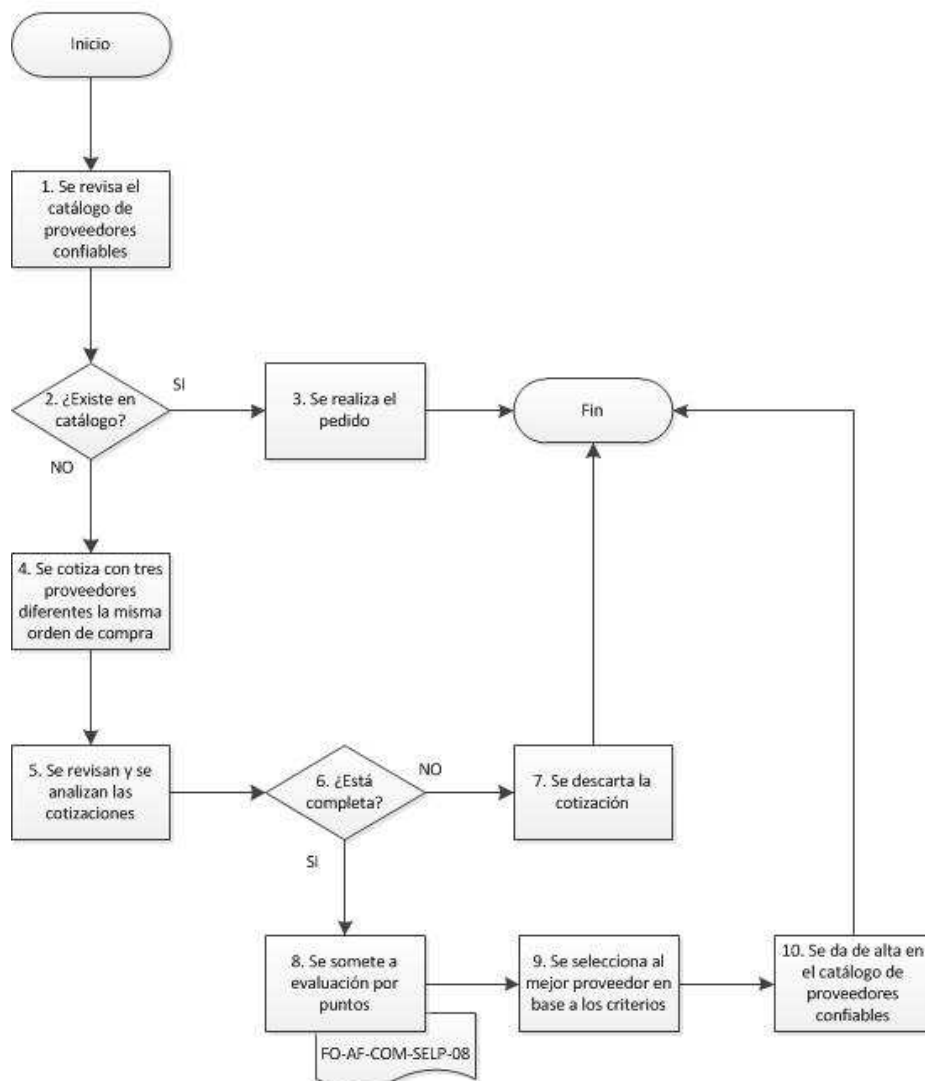 Inicio
1. Se revisa el
catálogo de
proveedores
confiables
2. ¿Existe en
catálogo?
SI
NO
3. Se realiza el
pedido
Fin
4. Se cotiza con tres
proveedores
diferentes la misma
orden de compra
5. Se revisan y se
analizan las
cotizaciones
6. ¿Está
completa?
NO
SI
7. Se descarta la
cotización
8. Se somete a
evaluación por
puntos
FO-AF-COM-SELP-08
9. Se selecciona al
mejor proveedor en
base a los criterios
10. Se da de alta en
el catálogo de
proveedores
confiables